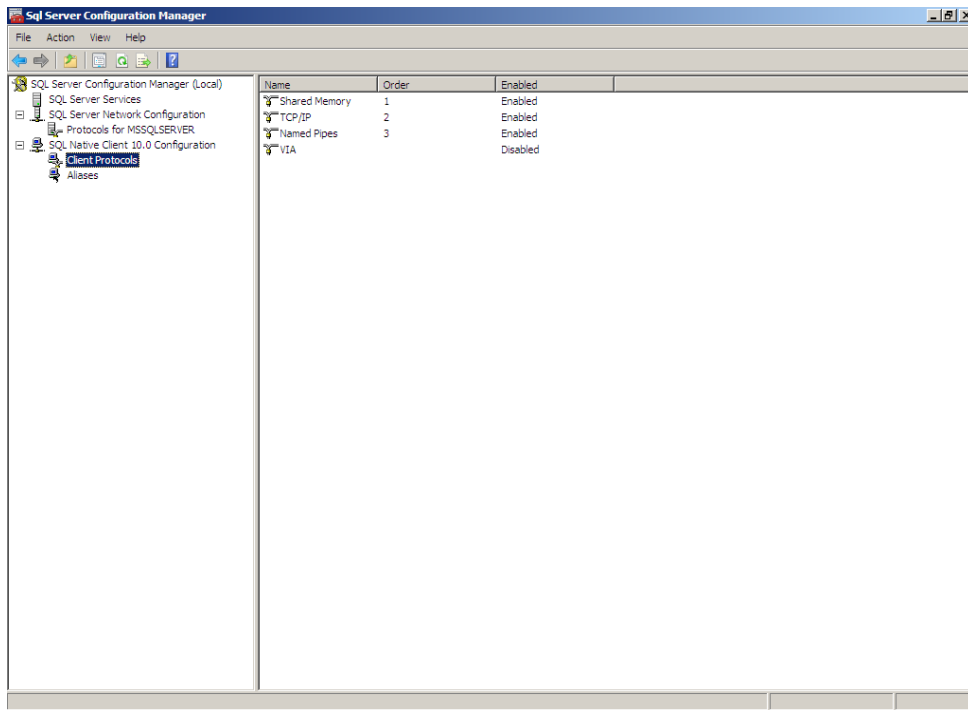 Sql Server Configuration Manager
File Action View Help
SQL Server Configuration Manager (Local)
SQL Server Services
SQL Server Network Configuration
Protocols for MSSQLSERVER
SQL Native Client 10.0 Configuration
Client Protocols
Aliases
Name Order Enabled
Shared Memory 1 Enabled
TCP/IP 2 Enabled
Named Pipes 3 Enabled
VIA Disabled